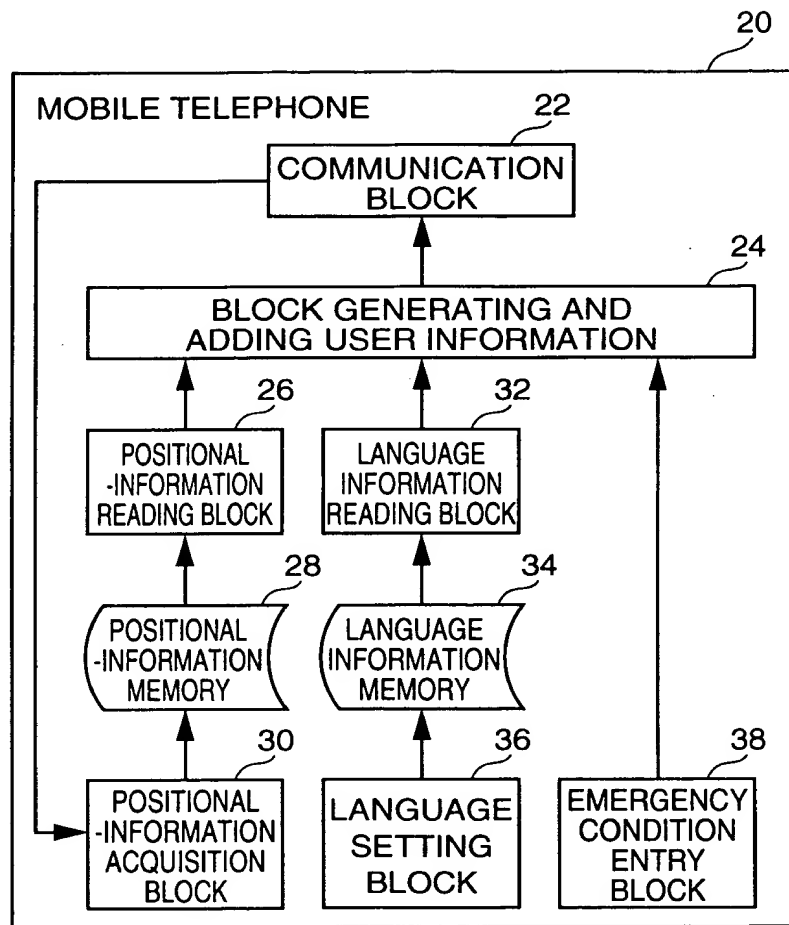 20
MOBILE TELEPHONE
22
COMMUNICATION
BLOCK
24
BLOCK GENERATING AND
ADDING USER INFORMATION
26
POSITIONAL
-INFORMATION
READING BLOCK
32
LANGUAGE
INFORMATION
READING BLOCK
28
POSITIONAL
-INFORMATION
MEMORY
34
LANGUAGE
INFORMATION
MEMORY
30
POSITIONAL
-INFORMATION
ACQUISITION
BLOCK
36
LANGUAGE
SETTING
BLOCK
38
EMERGENCY
CONDITION
ENTRY
BLOCK